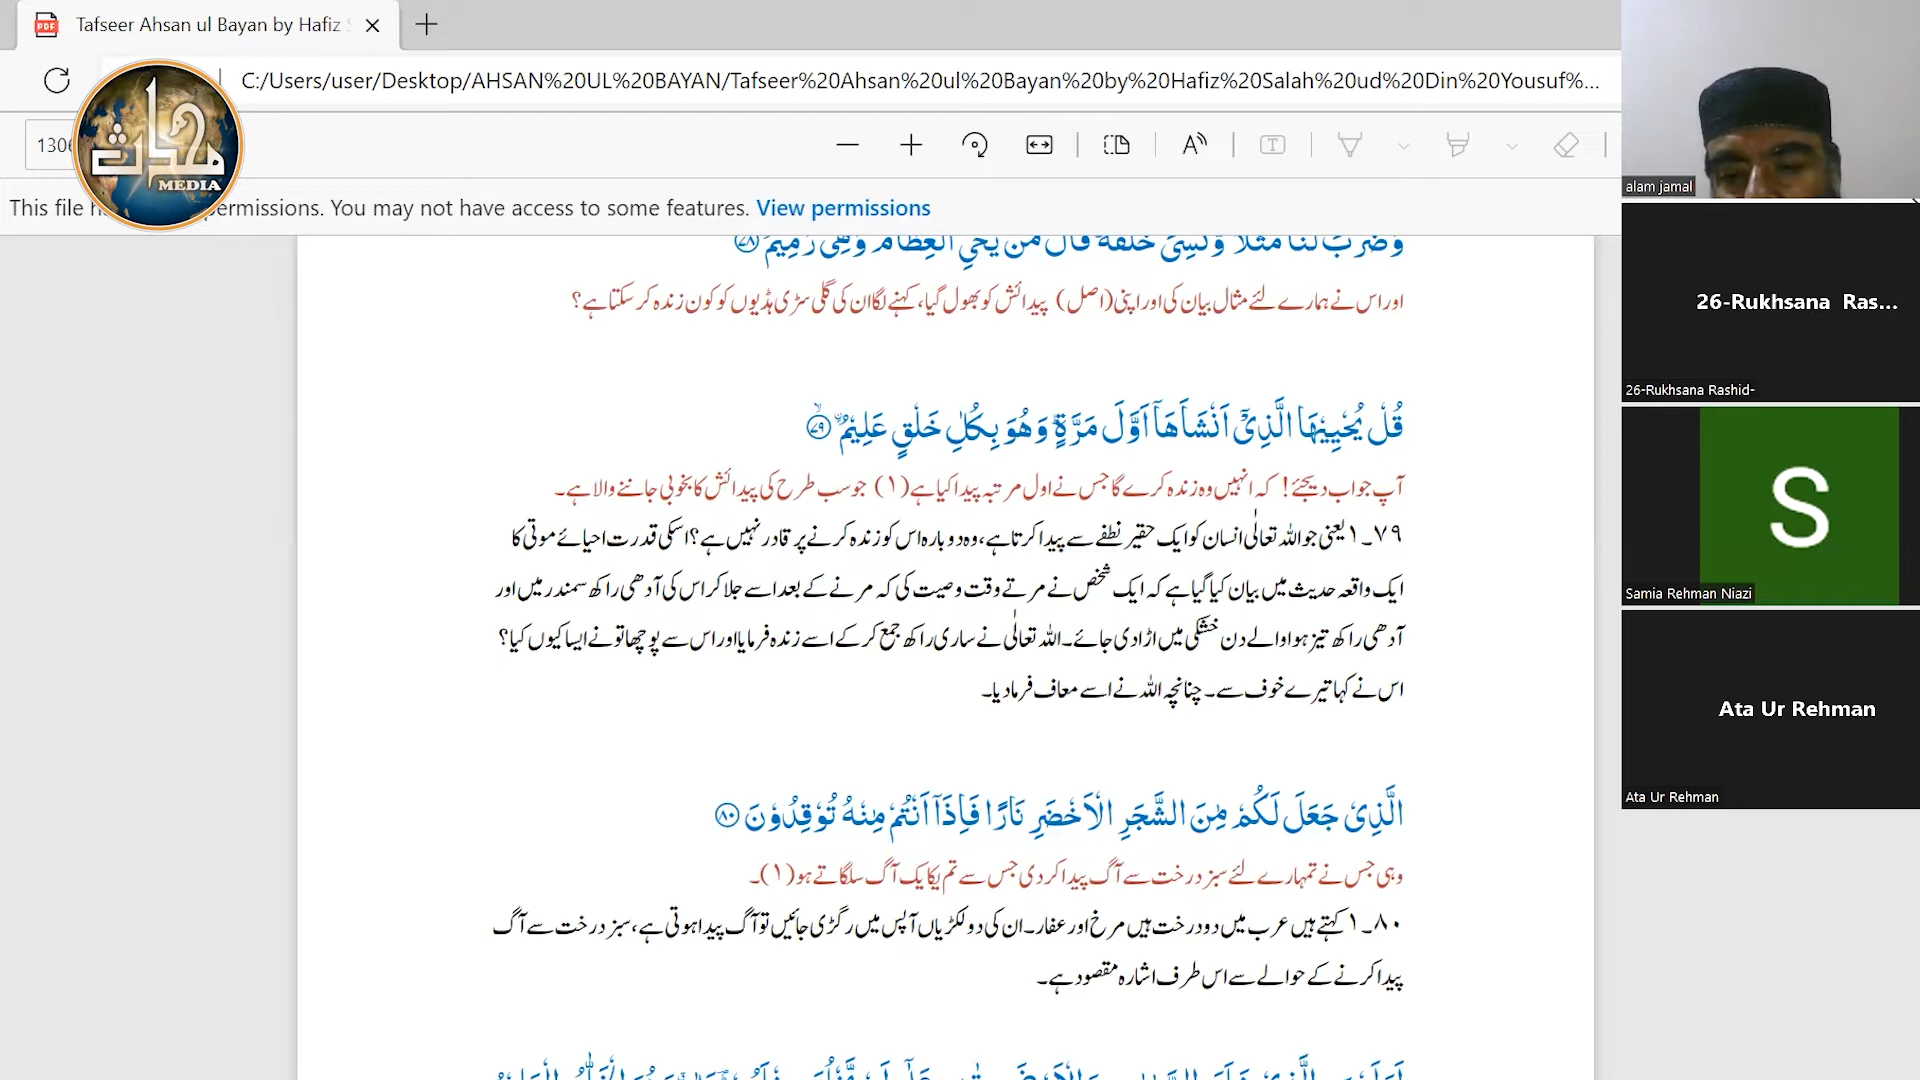 Tafseer Ahsan ul Bayan by Hafiz
C:/Users/user/Desktop/AHSAN%20UL%20BAYAN/Tafseer%20Ahsan%20ul%20Bayan%20by%20Hafiz%20Salah%20ud%20Din%20Yousuf%...
130
محدث
MEDIA
This file ermissions. You may not have access to some features. View permissions
وَضَرَبَ لَنَا مَثَلًا وَّنَسِیَ خَلْقَهٗ قَالَ مَنْ یُّحْیِ الْعِظَامَ وَهِیَ رَمِیْمٌ ۟۷۸
اور اس نے ہمارے لئے مثال بیان کی اور اپنی (اصل) پیدائش کو بھول گیا، کہنے لگا ان کی گلی سڑی ہڈیوں کو کون زندہ کر سکتا ہے؟
قُلْ یُحْیِیْهَا الَّذِیْۤ اَنْشَاَهَاۤ اَوَّلَ مَرَّةٍ ؕ وَهُوَ بِكُلِّ خَلْقٍ عَلِیْمُ ۟ۙ۷۹
آپ جواب دیجئے! کہ انہیں وہ زندہ کرے گا جس نے اول مرتبہ پیدا کیا ہے (۱) جو سب طرح کی پیدائش کا بخوبی جاننے والا ہے۔
۷۹۔۱ یعنی جو اللہ تعالٰی انسان کو ایک حقیر نطفے سے پیدا کرتا ہے، وہ دوبارہ اس کو زندہ کرنے پر قادر نہیں ہے؟ اسکی قدرت احیائے موتٰی کا
ایک واقعہ حدیث میں بیان کیا گیا ہے کہ ایک شخص نے مرتے وقت وصیت کی کہ مرنے کے بعد اسے جلا کر اس کی آدھی راکھ سمندر میں اور
آدھی راکھ تیز ہوا والے دن خشکی میں اڑا دی جائے۔ اللہ تعالٰی نے ساری راکھ جمع کر کے اسے زندہ فرمایا اور اس سے پوچھا تو نے ایسا کیوں کیا؟
اس نے کہا تیرے خوف سے۔ چنانچہ اللہ نے اسے معاف فرما دیا۔
الَّذِیْ جَعَلَ لَكُمْ مِّنَ الشَّجَرِ الْاَخْضَرِ نَارًا فَاِذَاۤ اَنْتُمْ مِّنْهُ تُوْقِدُوْنَ ۟۸۰
وہی جس نے تمہارے لئے سبز درخت سے آگ پیدا کر دی جس سے تم یکایک آگ سلگاتے ہو (۱)۔
۸۰۔۱ کہتے ہیں عرب میں دو درخت ہیں مرخ اور عفار۔ ان کی دو لکڑیاں آپس میں رگڑی جائیں تو آگ پیدا ہوتی ہے، سبز درخت سے آگ
پیدا کرنے کے حوالے سے اس طرف اشارہ مقصود ہے۔
alam jamal
26-Rukhsana Ras...
26-Rukhsana Rashid-
S
Samia Rehman Niazi
Ata Ur Rehman
Ata Ur Rehman